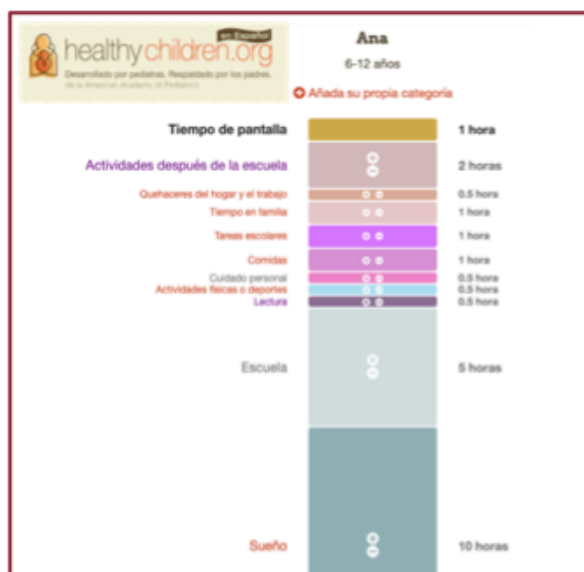 en Español
healthychildren.org
Desarrollado por pediatras. Respaldado por los padres.
de la American Academy of Pediatrics
Ana
6-12 años
Añada su propia categoría
Tiempo de pantalla 1 hora
Actividades después de la escuela 2 horas
Quehaceres del hogar y el trabajo 0.5 hora
Tiempo en familia 1 hora
Tareas escolares 1 hora
Comidas 1 hora
Cuidado personal 0.5 hora
Actividades físicas o deportes 0.5 hora
Lectura 0.5 hora
Escuela 5 horas
Sueño 10 horas